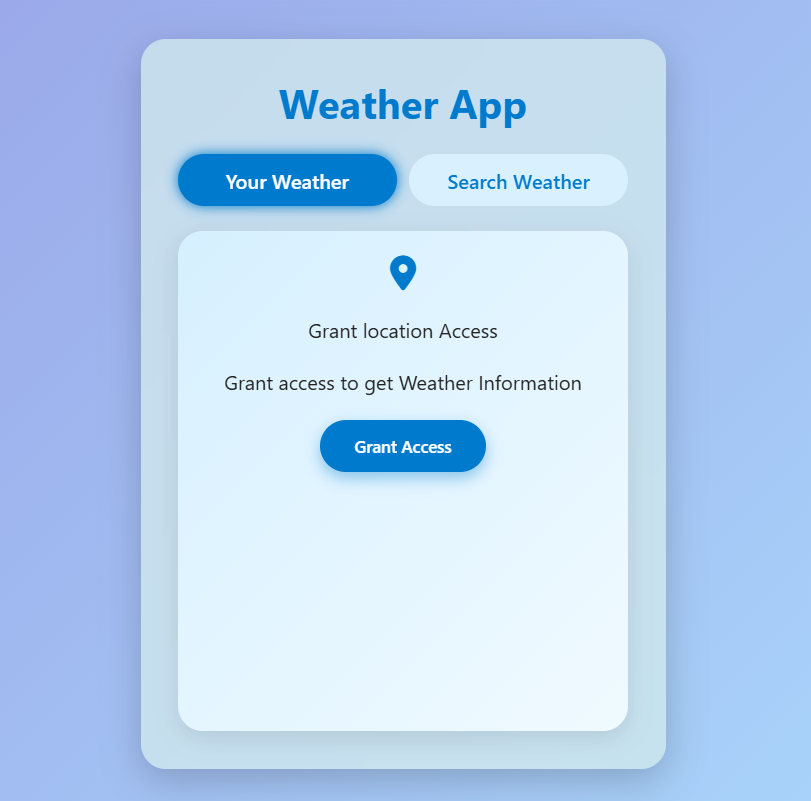 Weather App
Your Weather
Search Weather
Grant location Access
Grant access to get Weather Information
Grant Access